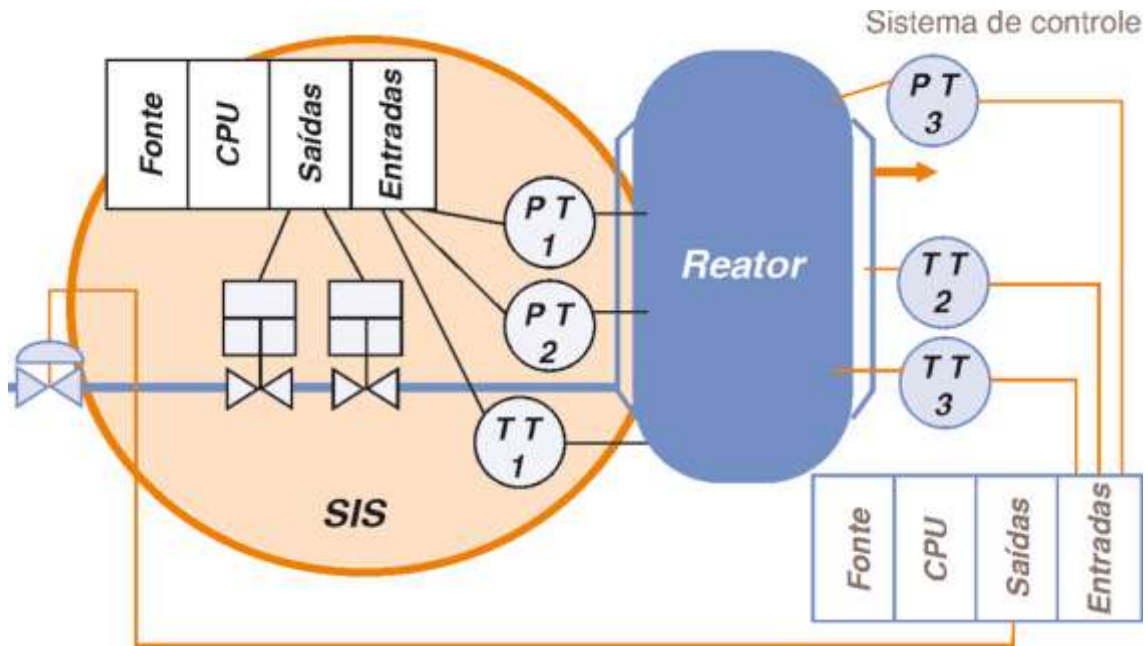 Sistema de controle
Fonte
CPU
Saídas
Entradas
P T
1
P T
2
T T
1
SIS
Reator
P T
3
T T
2
T T
3
Fonte
CPU
Saídas
Entradas